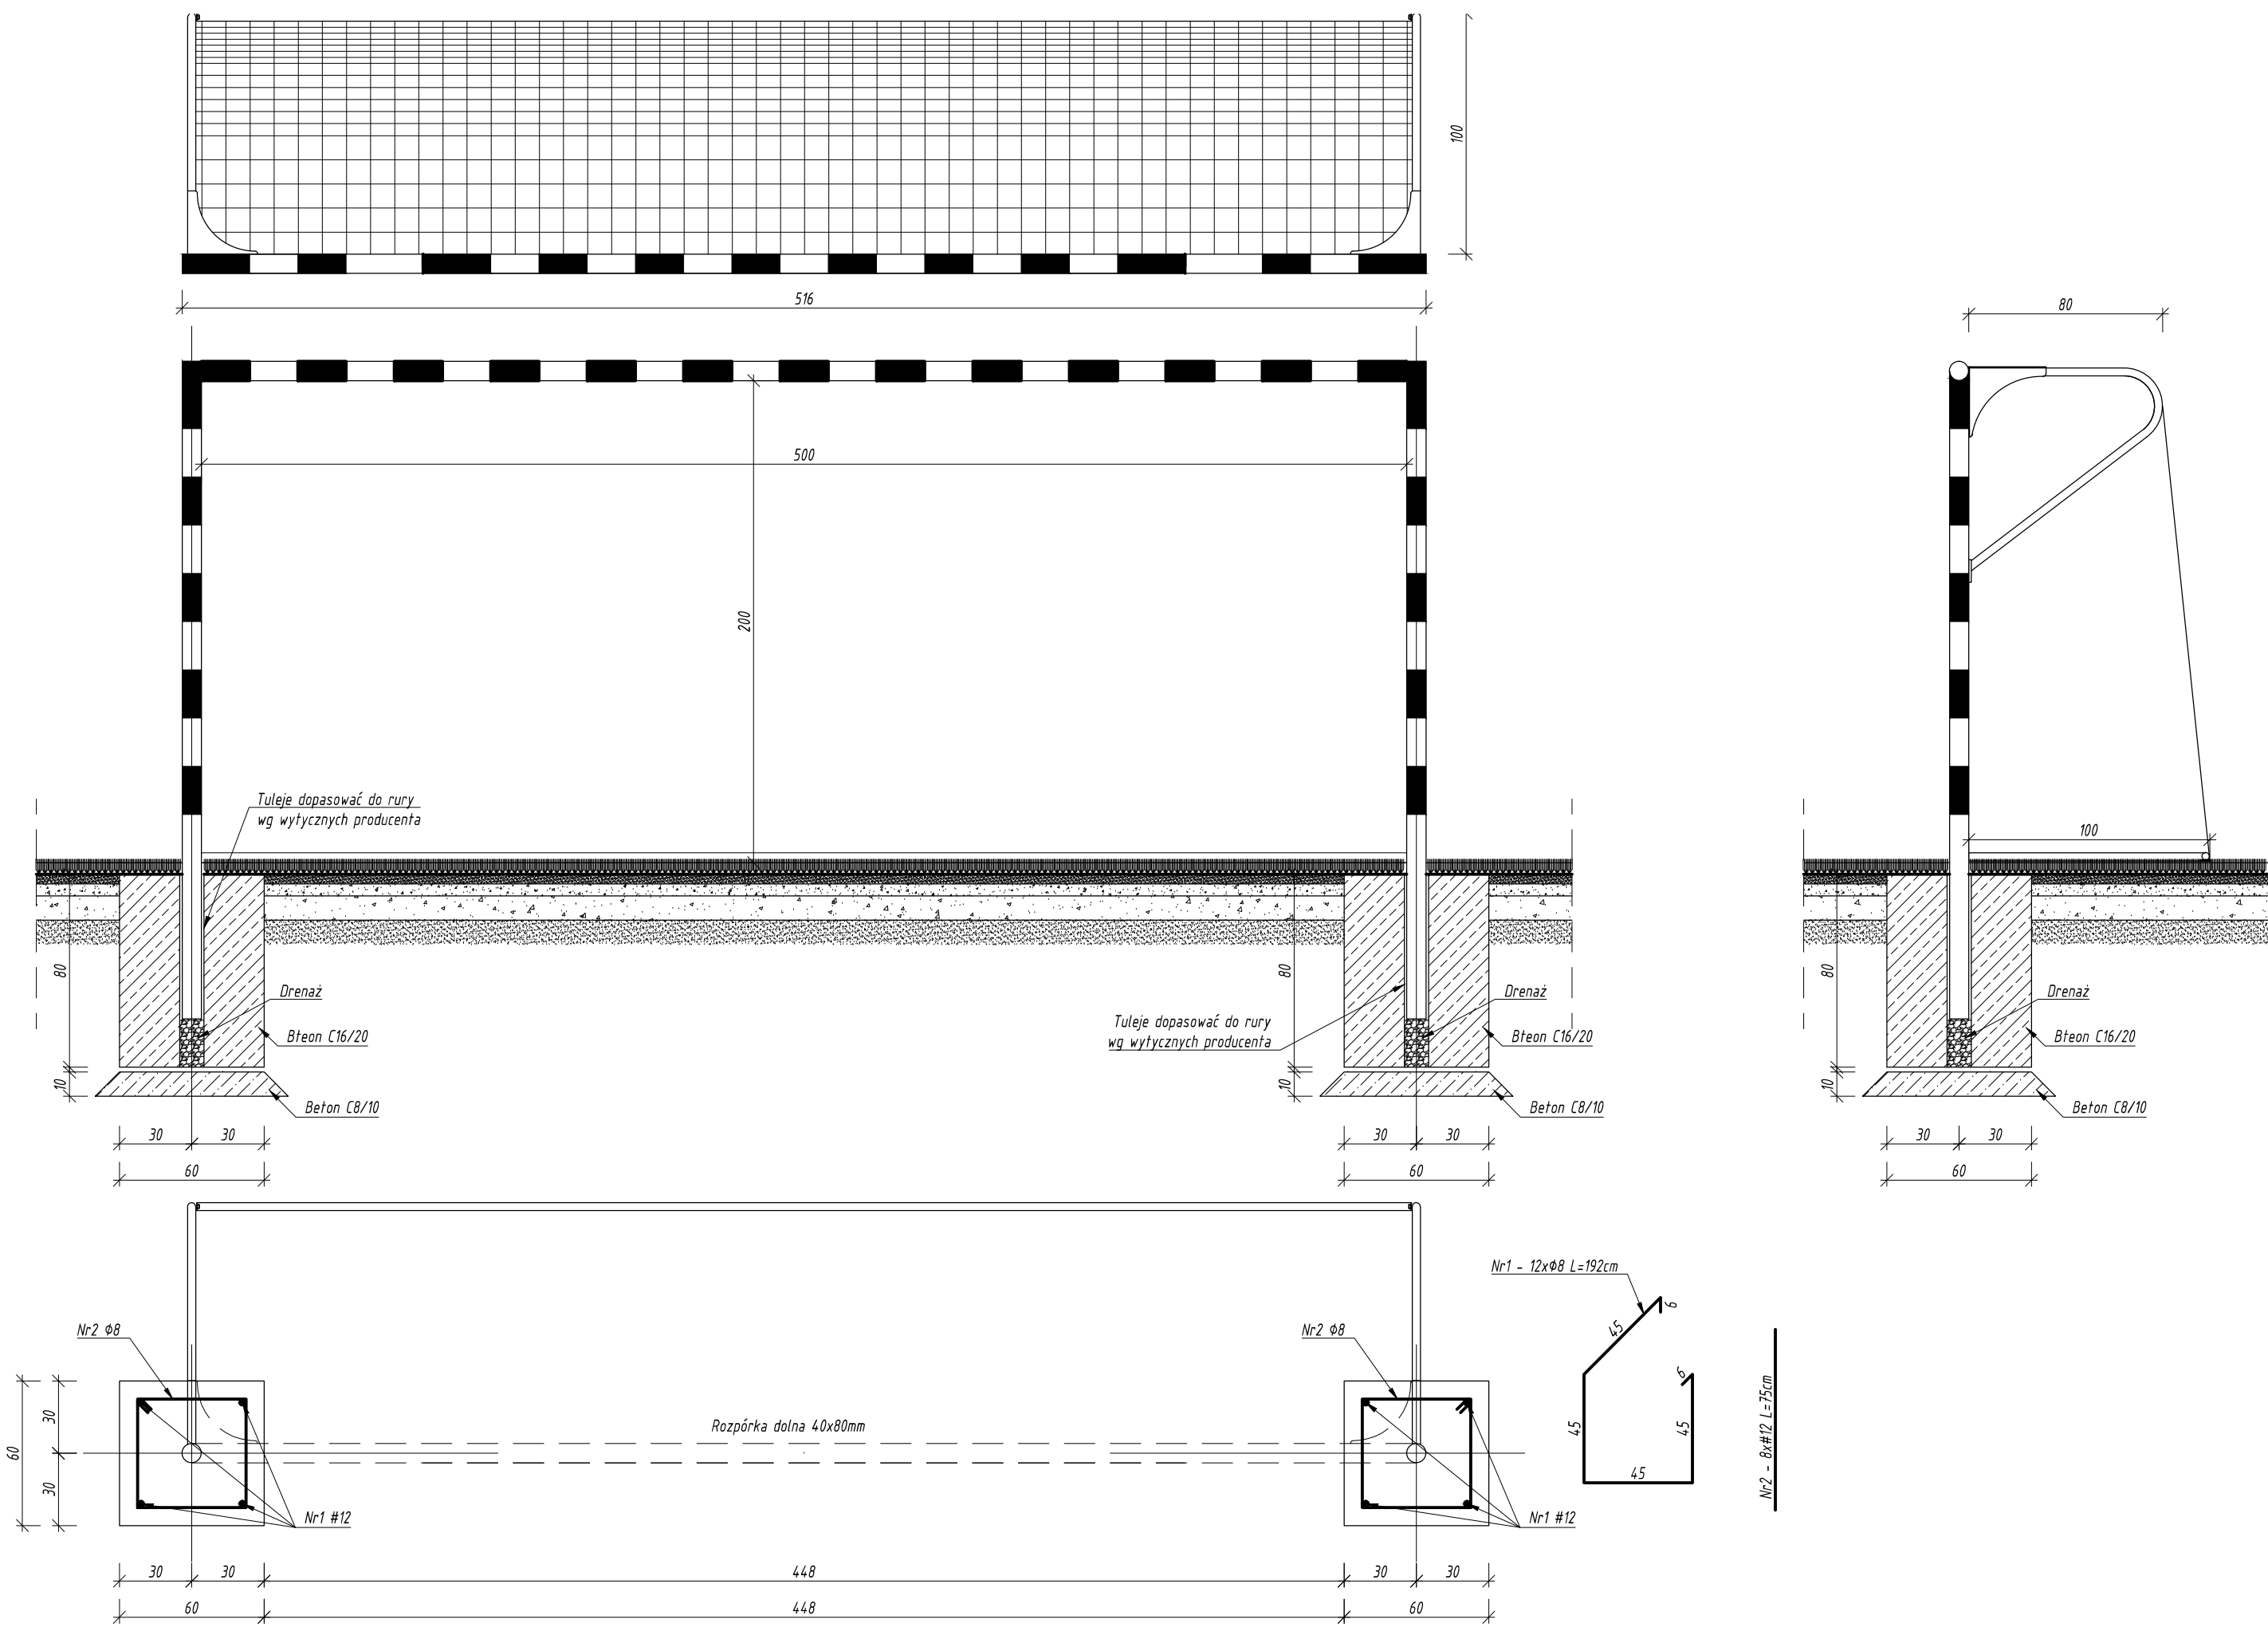 100
516
80
500
200
Tuleje dopasować do rury
wg wytycznych producenta
100
80
Drenaż
Bteon C16/20
10
Beton C8/10
30 30
60
80
Tuleje dopasować do rury
wg wytycznych producenta
Drenaż
Bteon C16/20
10
Beton C8/10
30 30
60
80
Drenaż
Bteon C16/20
10
Beton C8/10
30 30
60
Nr2 Φ8
Nr2 Φ8
Nr1 - 12xΦ8 L=192cm
6
45
6
45
45
45
Nr2 - 8x#12 L=75cm
60
30
30
Rozpórka dolna 40x80mm
Nr1 #12
Nr1 #12
30 30 448 30 30
60 448 60